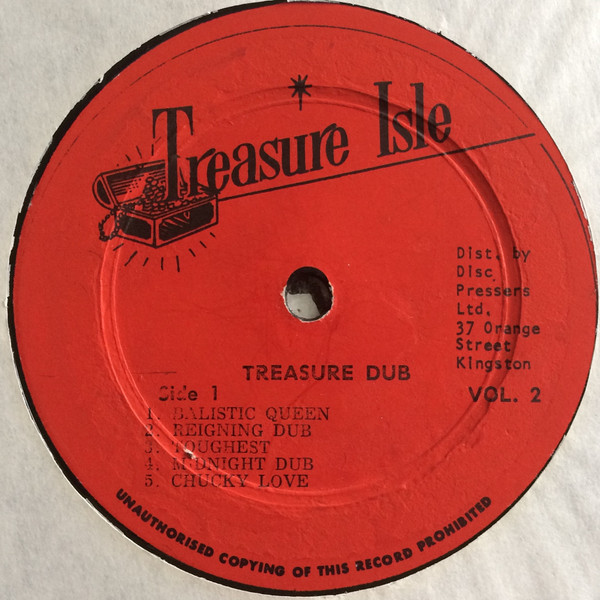 Treasure Isle
Dist. by
Disc
Pressers
Ltd.
37 Orange
Street
Kingston
TREASURE DUB
Side 1
VOL. 2
1. BALISTIC QUEEN
2. REIGNING DUB
3. TOUGHEST
4. MIDNIGHT DUB
5. CHUCKY LOVE
UNAUTHORISED COPYING OF THIS RECORD PROHIBITED